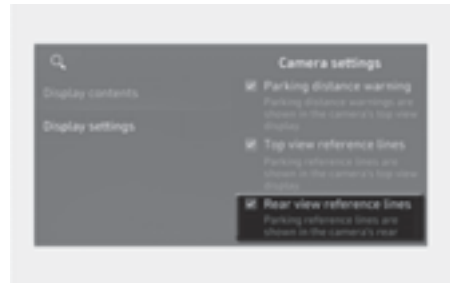 Camera settings
Display contents
Display settings
Parking distance warning
Parking distance warnings are
shown in the camera's top view
display
Top view reference lines
Parking reference lines are
shown in the camera's top view
display
Rear view reference lines
Parking reference lines are
shown in the camera's rear